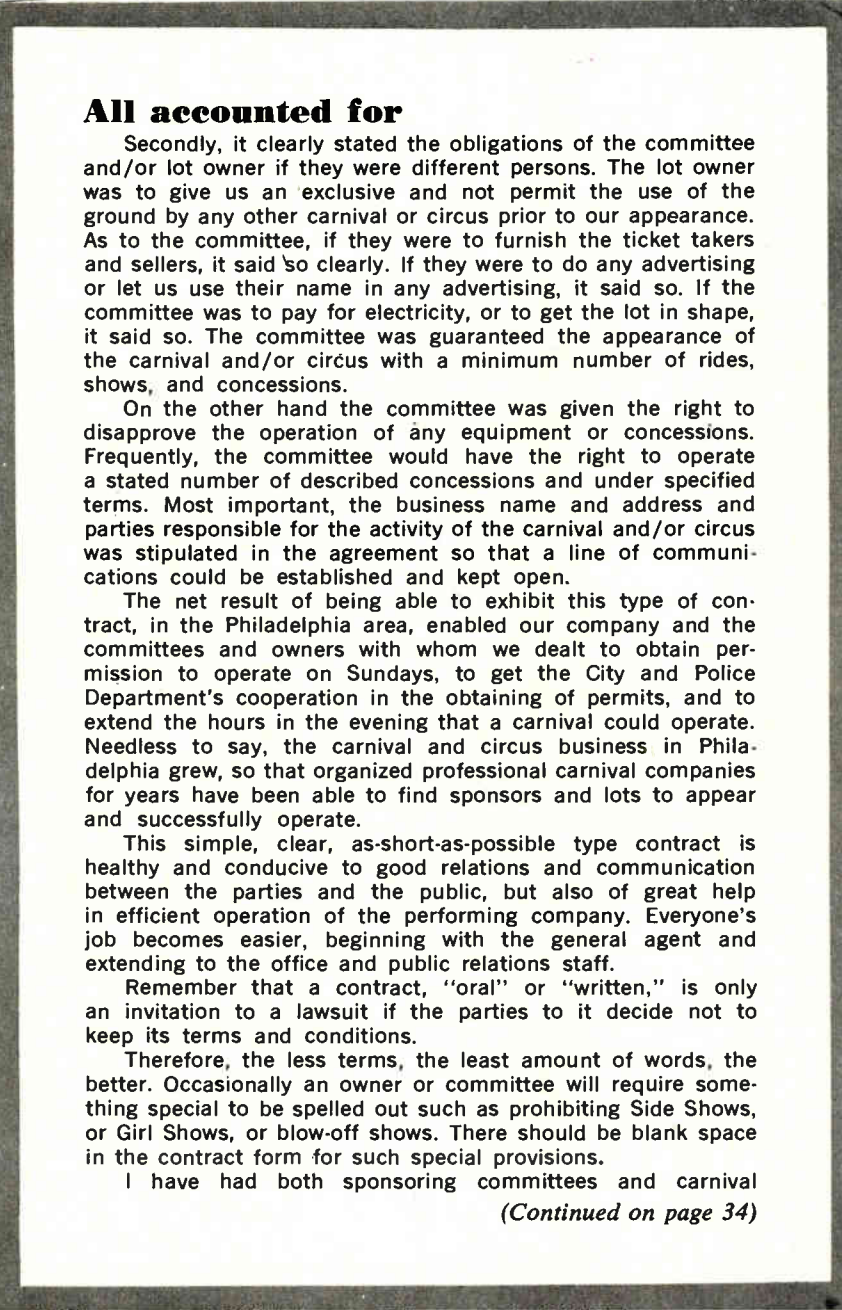 All accounted for
Secondly, it clearly stated the obligations of the committee
and/or lot owner if they were different persons. The lot owner
was to give us an exclusive and not permit the use of the
ground by any other carnival or circus prior to our appearance.
As to the committee, if they were to furnish the ticket takers
and sellers, it said so clearly. If they were to do any advertising
or let us use their name in any advertising, it said so. If the
committee was to pay for electricity, or to get the lot in shape,
it said so. The committee was guaranteed the appearance of
the carnival and/or circus with a minimum number of rides,
shows, and concessions.
On the other hand the committee was given the right to
disapprove the operation of any equipment or concessions.
Frequently, the committee would have the right to operate
a stated number of described concessions and under specified
terms. Most important, the business name and address and
parties responsible for the activity of the carnival and/or circus
was stipulated in the agreement so that a line of communi-
cations could be established and kept open.
The net result of being able to exhibit this type of con-
tract, in the Philadelphia area, enabled our company and the
committees and owners with whom we dealt to obtain per-
mission to operate on Sundays, to get the City and Police
Department's cooperation in the obtaining of permits, and to
extend the hours in the evening that a carnival could operate.
Needless to say, the carnival and circus business in Phila-
delphia grew, so that organized professional carnival companies
for years have been able to find sponsors and lots to appear
and successfully operate.
This simple, clear, as-short-as-possible type contract is
healthy and conducive to good relations and communication
between the parties and the public, but also of great help
in efficient operation of the performing company. Everyone's
job becomes easier, beginning with the general agent and
extending to the office and public relations staff.
Remember that a contract, "oral" or "written," is only
an invitation to a lawsuit if the parties to it decide not to
keep its terms and conditions.
Therefore, the less terms, the least amount of words, the
better. Occasionally an owner or committee will require some-
thing special to be spelled out such as prohibiting Side Shows,
or Girl Shows, or blow-off shows. There should be blank space
in the contract form for such special provisions.
I have had both sponsoring committees and carnival
(Continued on page 34)